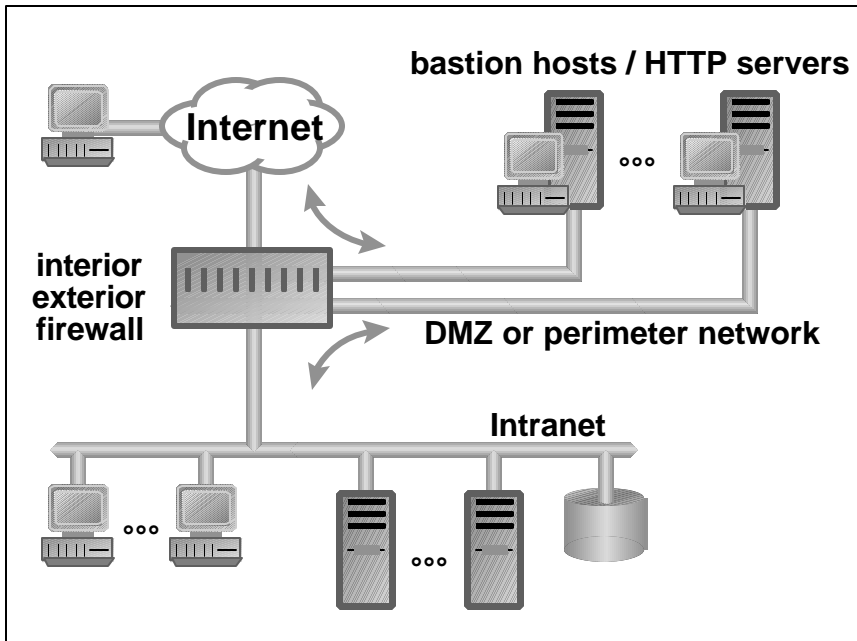 bastion hosts / HTTP servers
Internet
interior
exterior
firewall
DMZ or perimeter network
Intranet